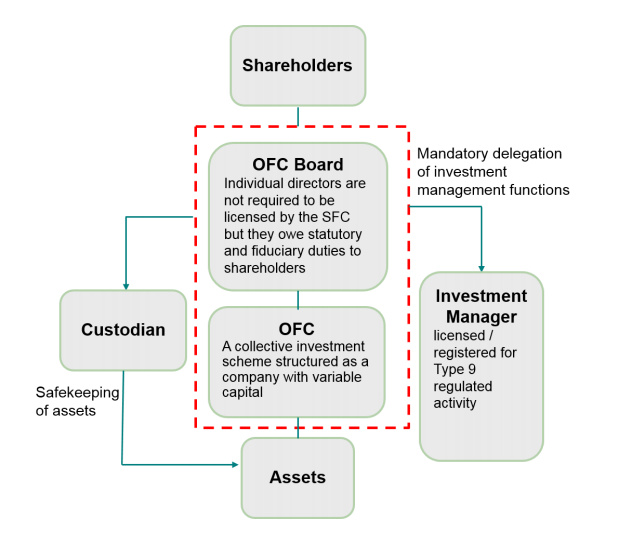 Shareholders
Mandatory delegation
of investment
management functions
OFC Board
Individual directors are
not required to be
licensed by the SFC
but they owe statutory
and fiduciary duties to
shareholders
Custodian
Investment
Manager
licensed /
registered for
Type 9
regulated
activity
OFC
A collective investment
scheme structured as a
company with variable
capital
Safekeeping
of assets
Assets